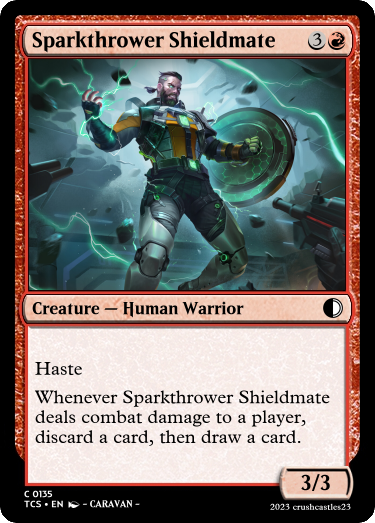 Sparkthrower Shieldmate 3
Creature — Human Warrior
Haste
Whenever Sparkthrower Shieldmate
deals combat damage to a player,
discard a card, then draw a card.
3/3
C 0135
TCS • EN - CARAVAN -
2023 crushcastles23